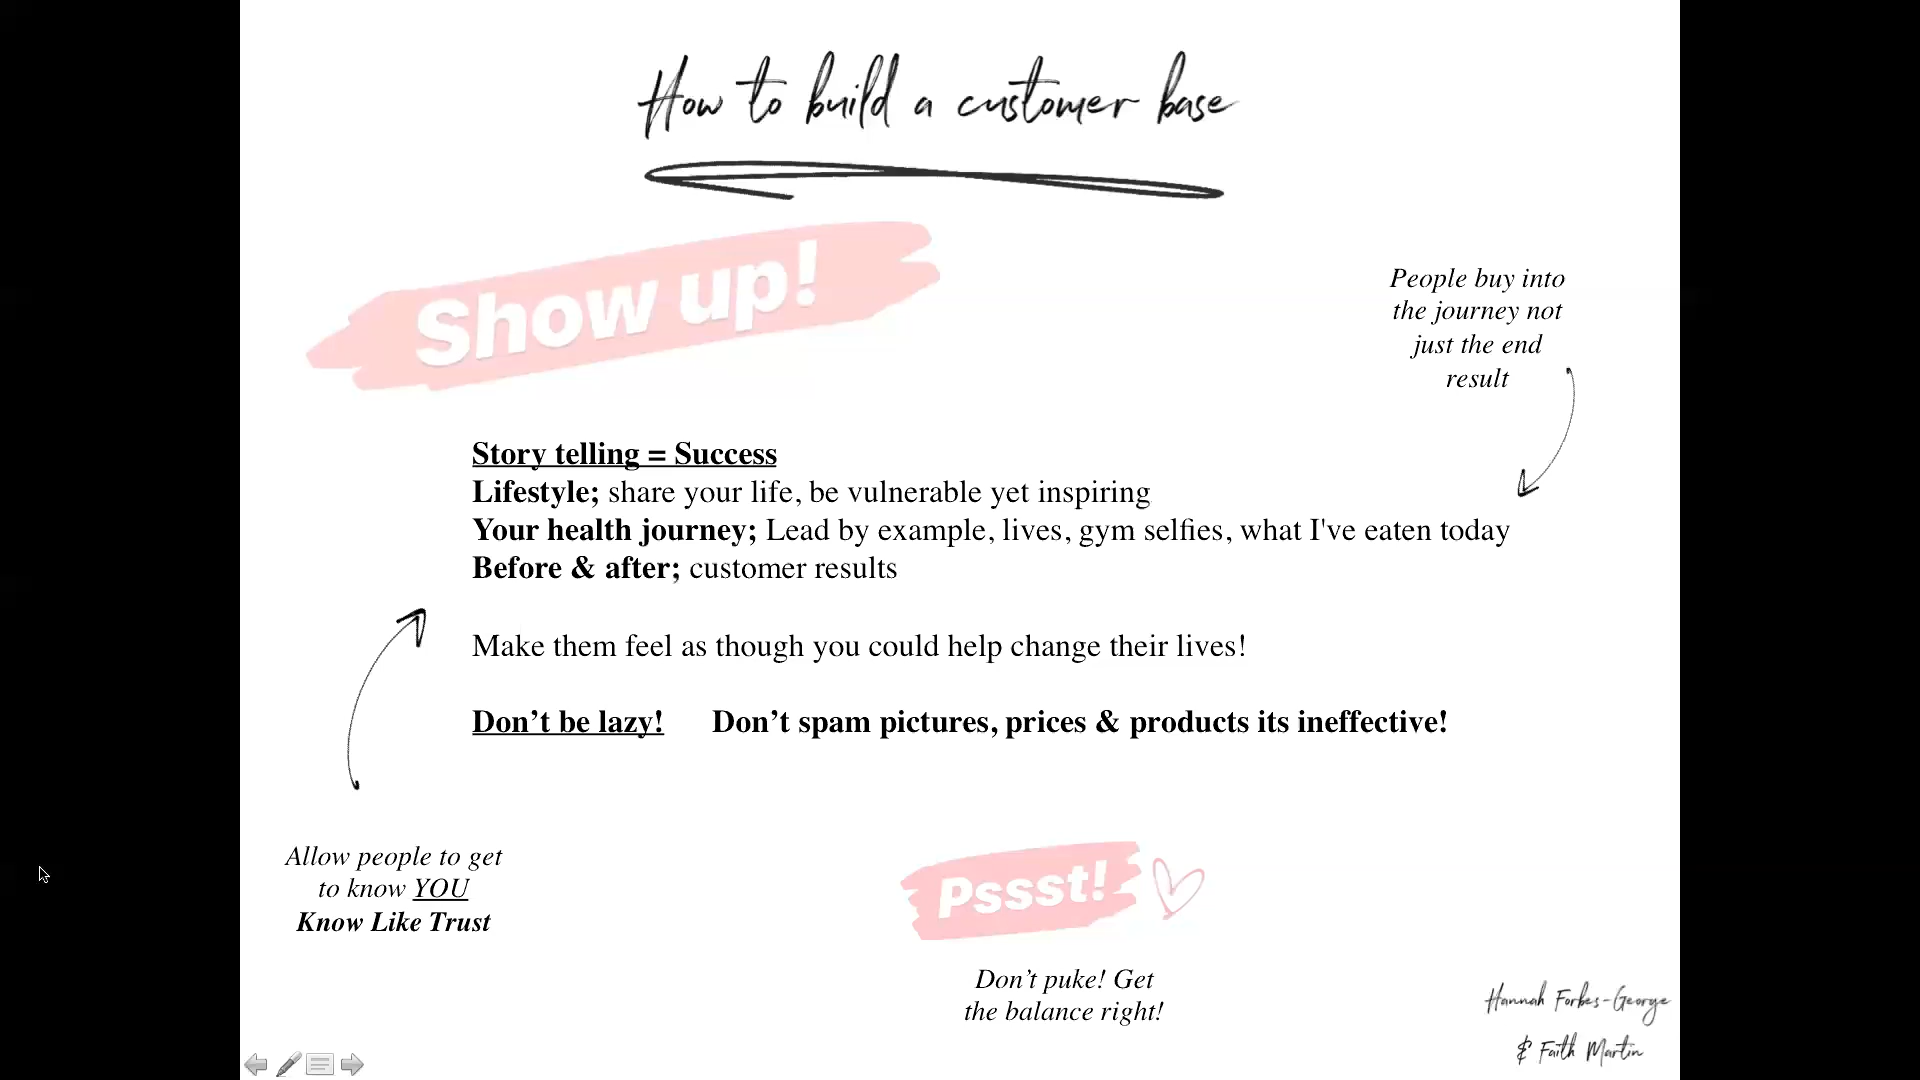 How to build a customer base
Show up!
People buy into
the journey not
just the end
result
Story telling = Success
Lifestyle; share your life, be vulnerable yet inspiring
Your health journey; Lead by example, lives, gym selfies, what I've eaten today
Before & after; customer results
Make them feel as though you could help change their lives!
Don’t be lazy! Don’t spam pictures, prices & products its ineffective!
Allow people to get
to know YOU
Know Like Trust
Pssst!
Don’t puke! Get
the balance right!
Hannah Forbes-George
& Faith Martin